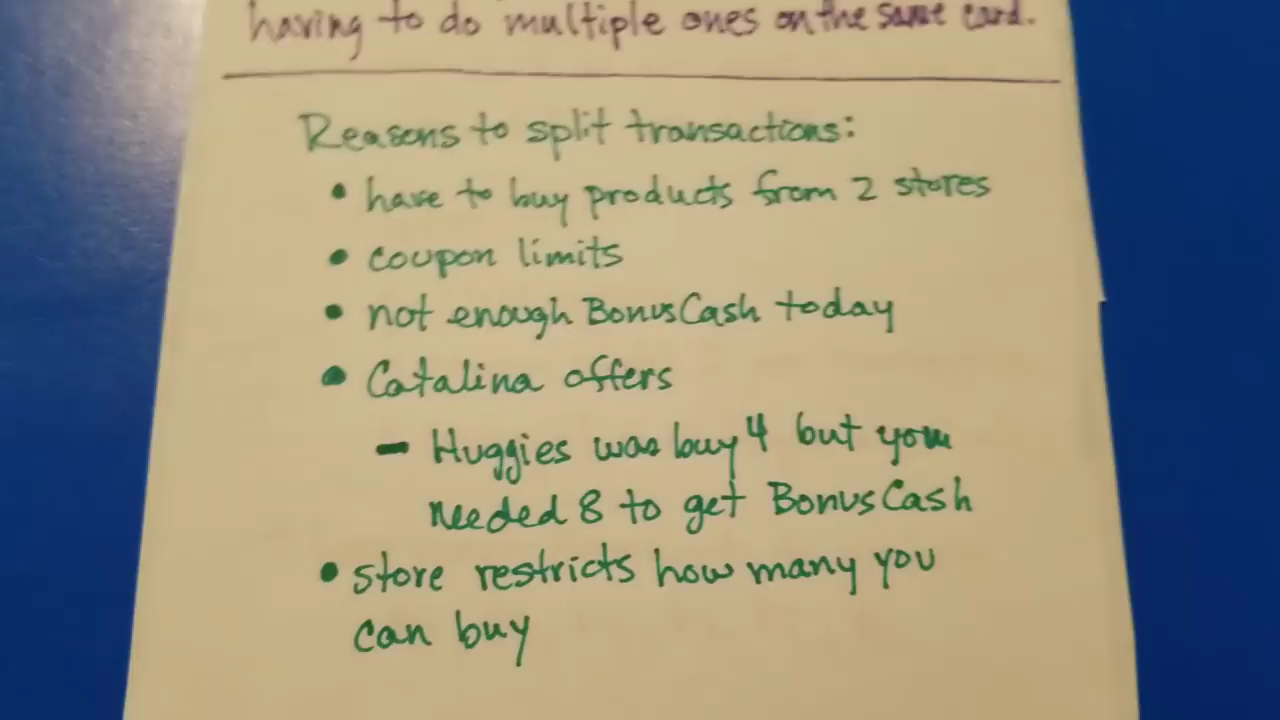 having to do multiple ones on the same card.
Reasons to split transactions:
• have to buy products from 2 stores
• coupon limits
• not enough BonusCash today
• Catalina offers
- Huggies was buy 4 but you
needed 8 to get BonusCash
• store restricts how many you
can buy